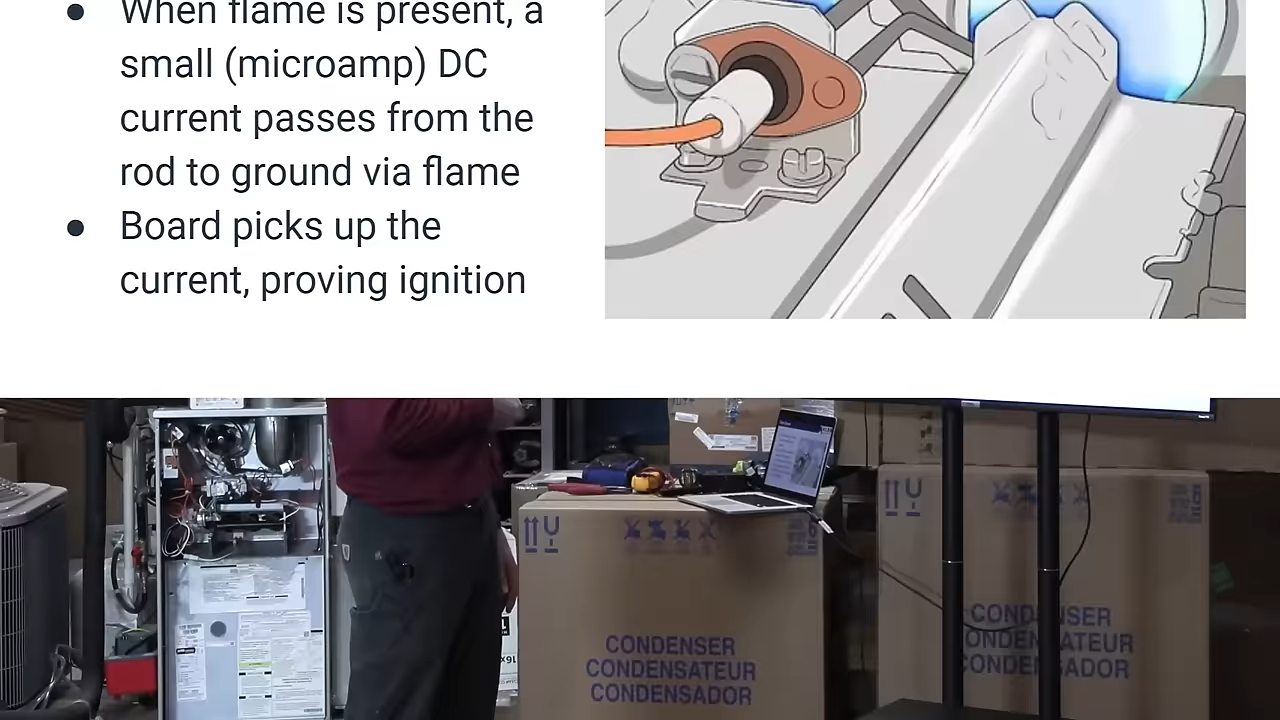 When flame is present, a
small (microamp) DC
current passes from the
rod to ground via flame
Board picks up the
current, proving ignition
CONDENSER
CONDENSATEUR
CONDENSADOR
CONDENSER
CONDENSATEUR
CONDENSADOR